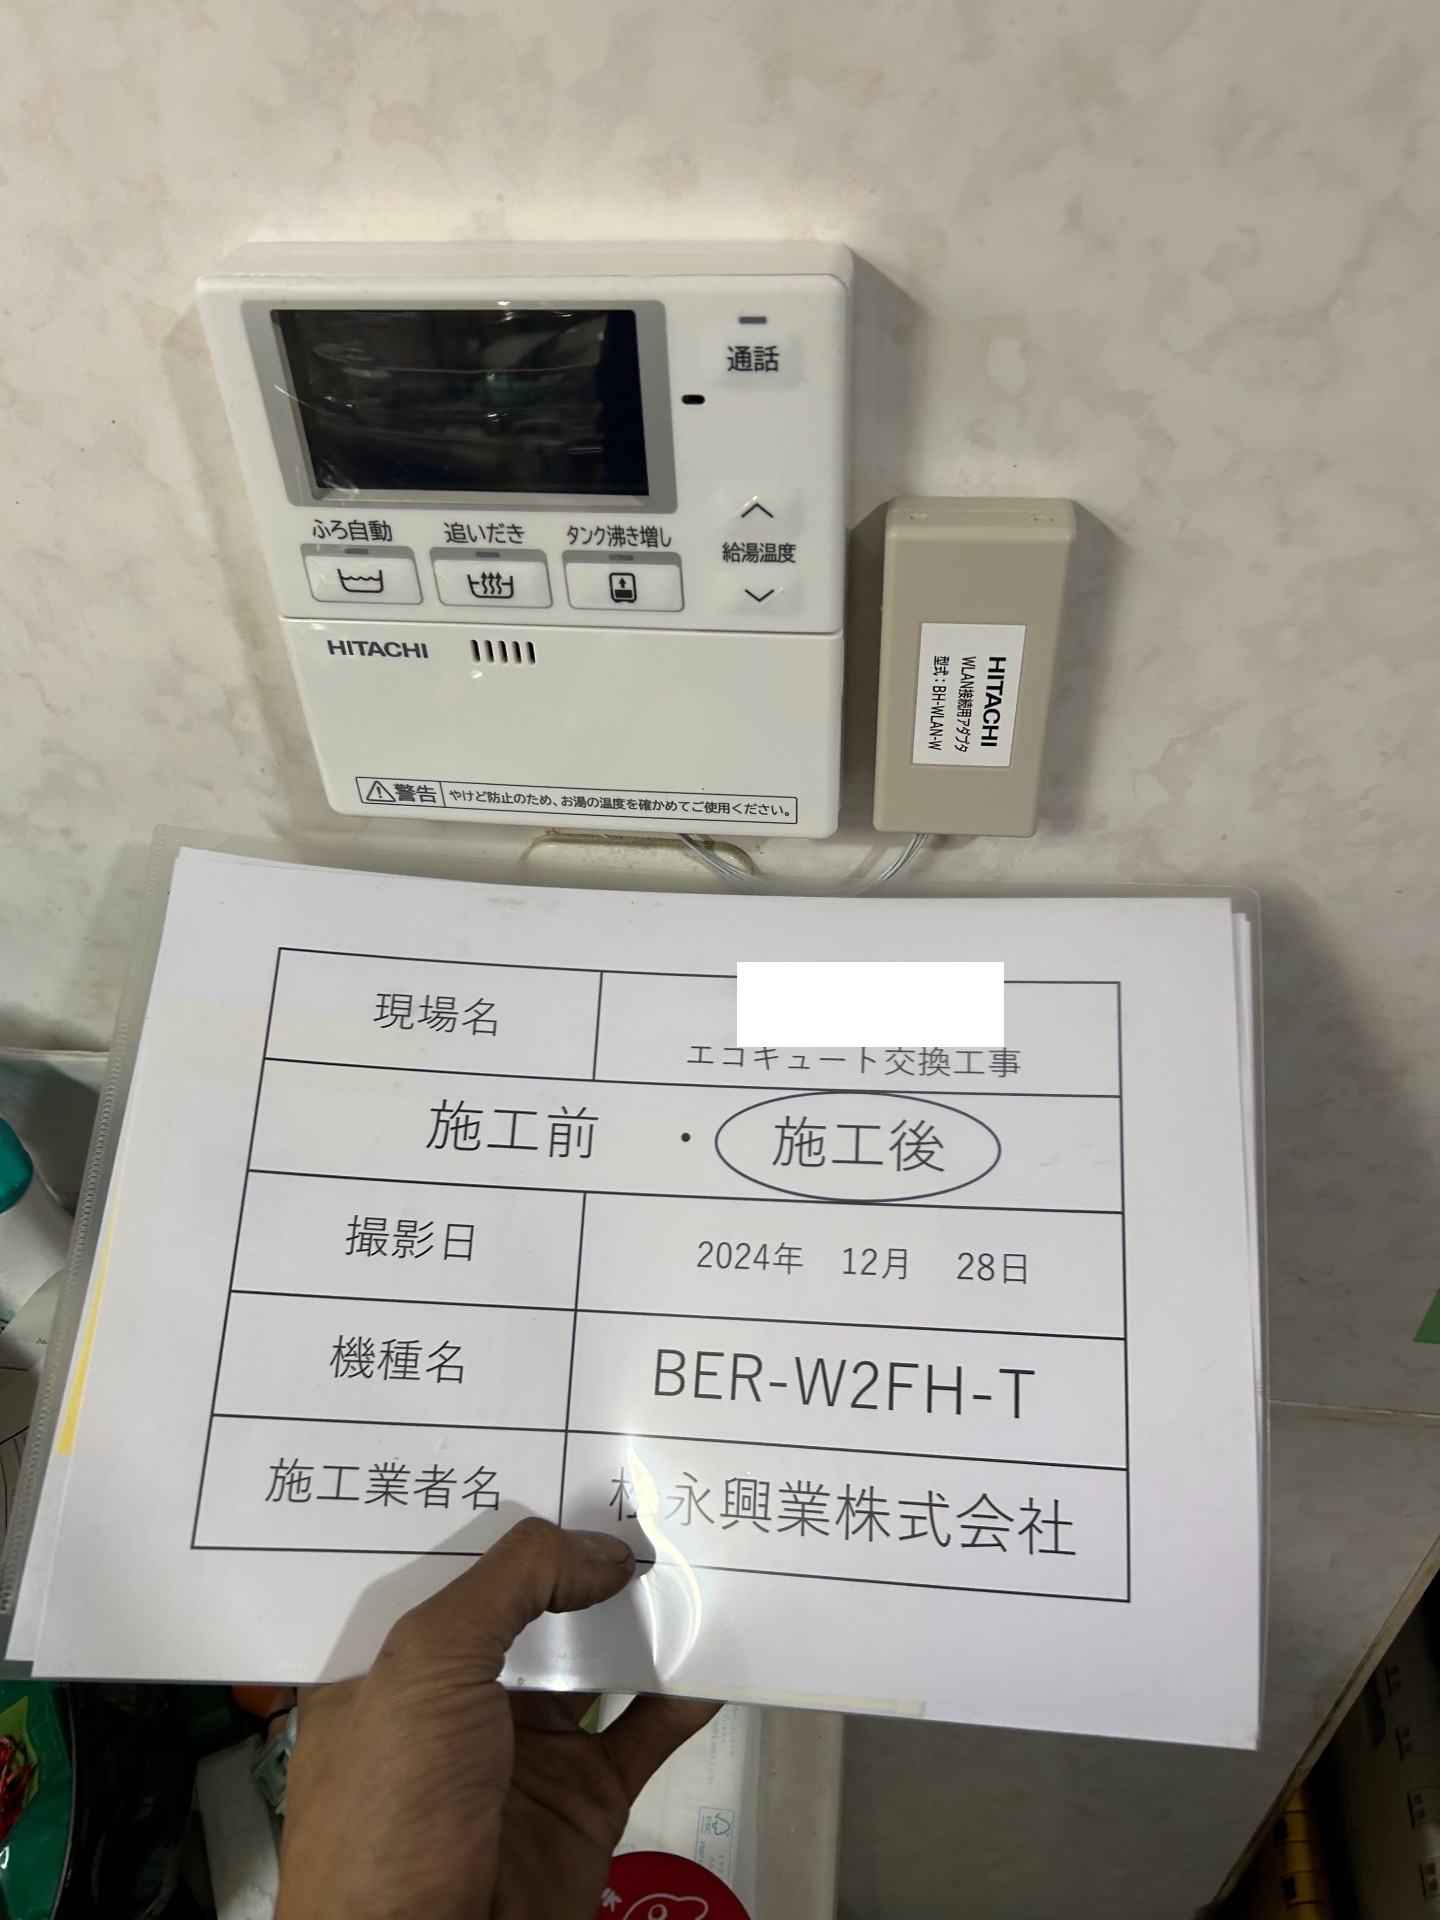 通話
ふろ自動
追いだき
タンク沸き増し
給湯温度
HITACHI
警告 やけど防止のため、お湯の温度を確かめてご使用ください。
HITACHI
WLAN接続用アダプタ
型式：BH-WLAN-W
現場名
エコキュート交換工事
施工前 ・ 施工後
撮影日 2024年 12月 28日
機種名 BER-W2FH-T
施工業者名 永興業株式会社